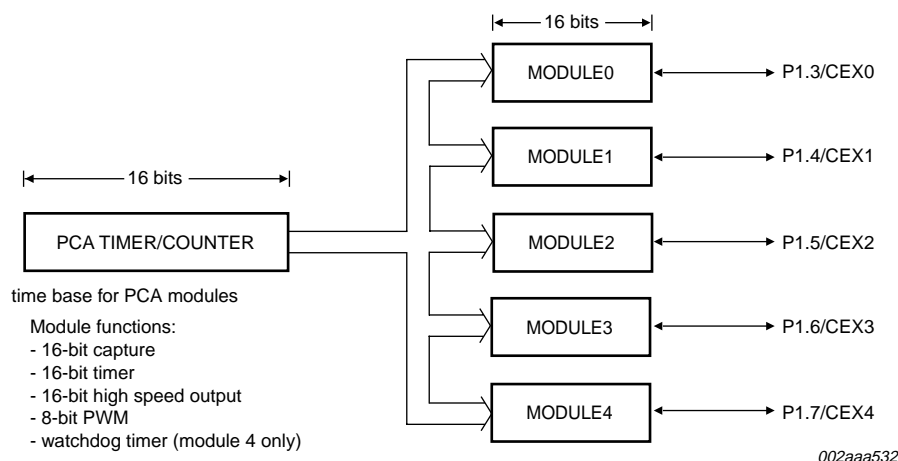 16 bits
MODULE0
P1.3/CEX0
MODULE1
P1.4/CEX1
16 bits
PCA TIMER/COUNTER
MODULE2
P1.5/CEX2
time base for PCA modules
Module functions:
- 16-bit capture
- 16-bit timer
- 16-bit high speed output
- 8-bit PWM
- watchdog timer (module 4 only)
MODULE3
P1.6/CEX3
MODULE4
P1.7/CEX4
002aaa532